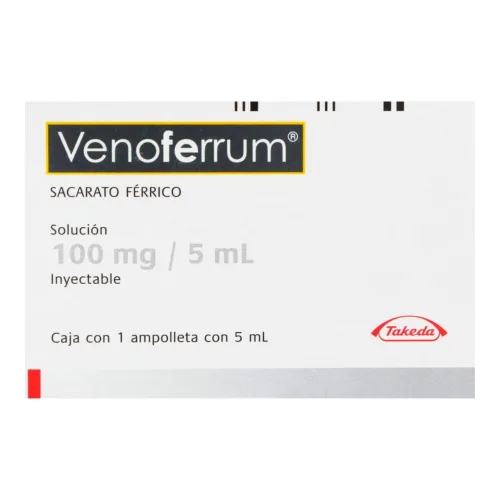 Venoferrum®
SACARATO FÉRRICO
Solución
100 mg / 5 mL
Inyectable
Caja con 1 ampolleta con 5 mL
Takeda